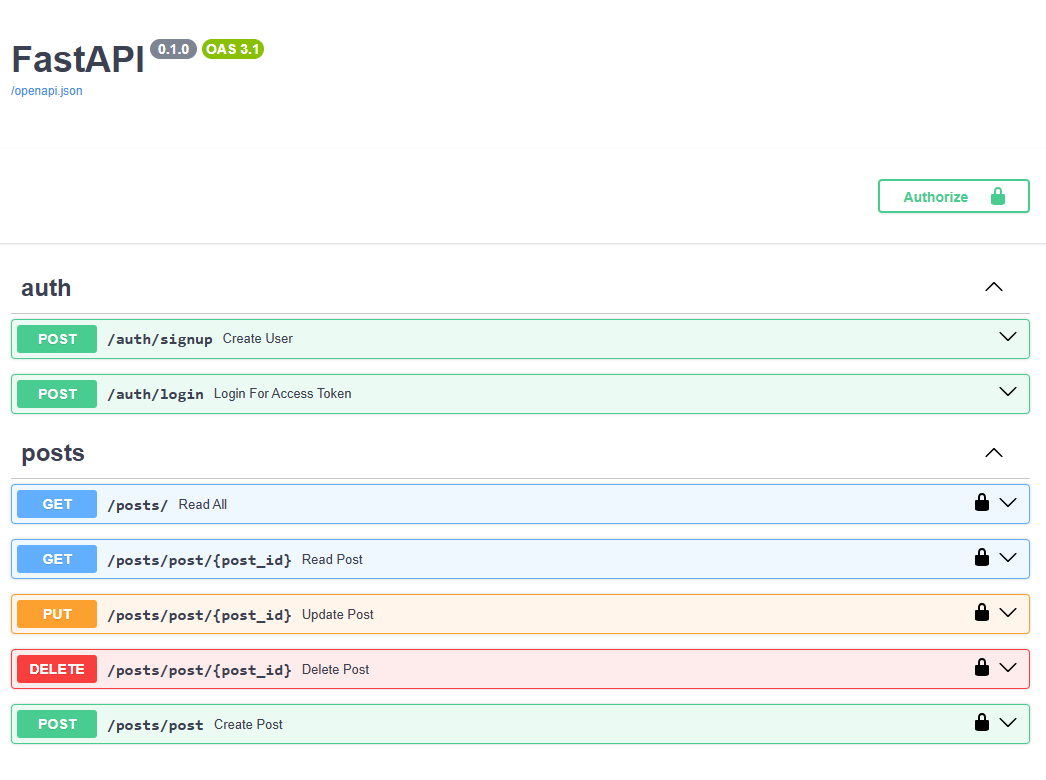 FastAPI 0.1.0 OAS 3.1
/openapi.json
Authorize
auth
POST /auth/signup Create User
POST /auth/login Login For Access Token
posts
GET /posts/ Read All
GET /posts/post/{post_id} Read Post
PUT /posts/post/{post_id} Update Post
DELETE /posts/post/{post_id} Delete Post
POST /posts/post Create Post